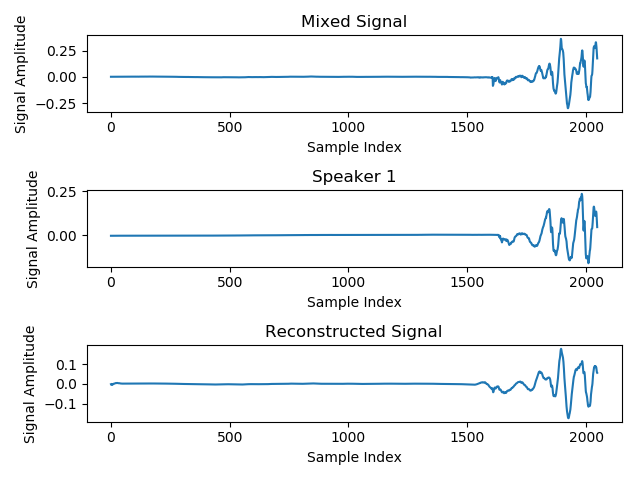 Mixed Signal
Signal Amplitude
0.25
0.00
−0.25
0 500 1000 1500 2000
Sample Index
Speaker 1
Signal Amplitude
0.25
0.00
0 500 1000 1500 2000
Sample Index
Reconstructed Signal
Signal Amplitude
0.1
0.0
−0.1
0 500 1000 1500 2000
Sample Index